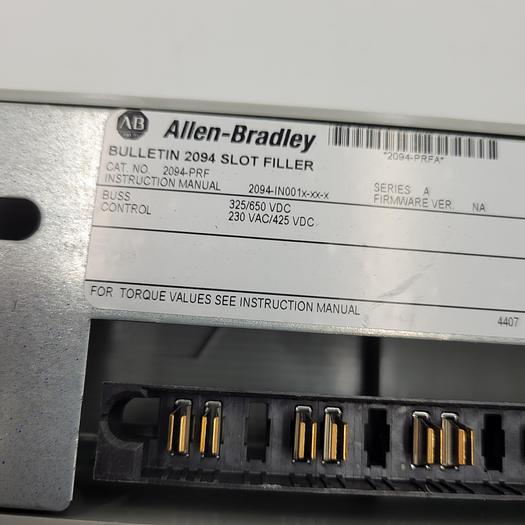 AB Allen-Bradley
*2094-PRFA*
BULLETIN 2094 SLOT FILLER
CAT. NO. 2094-PRF
INSTRUCTION MANUAL 2094-IN001x-xx-x
SERIES A
FIRMWARE VER. NA
BUSS 325/650 VDC
CONTROL 230 VAC/425 VDC
FOR TORQUE VALUES SEE INSTRUCTION MANUAL
4407